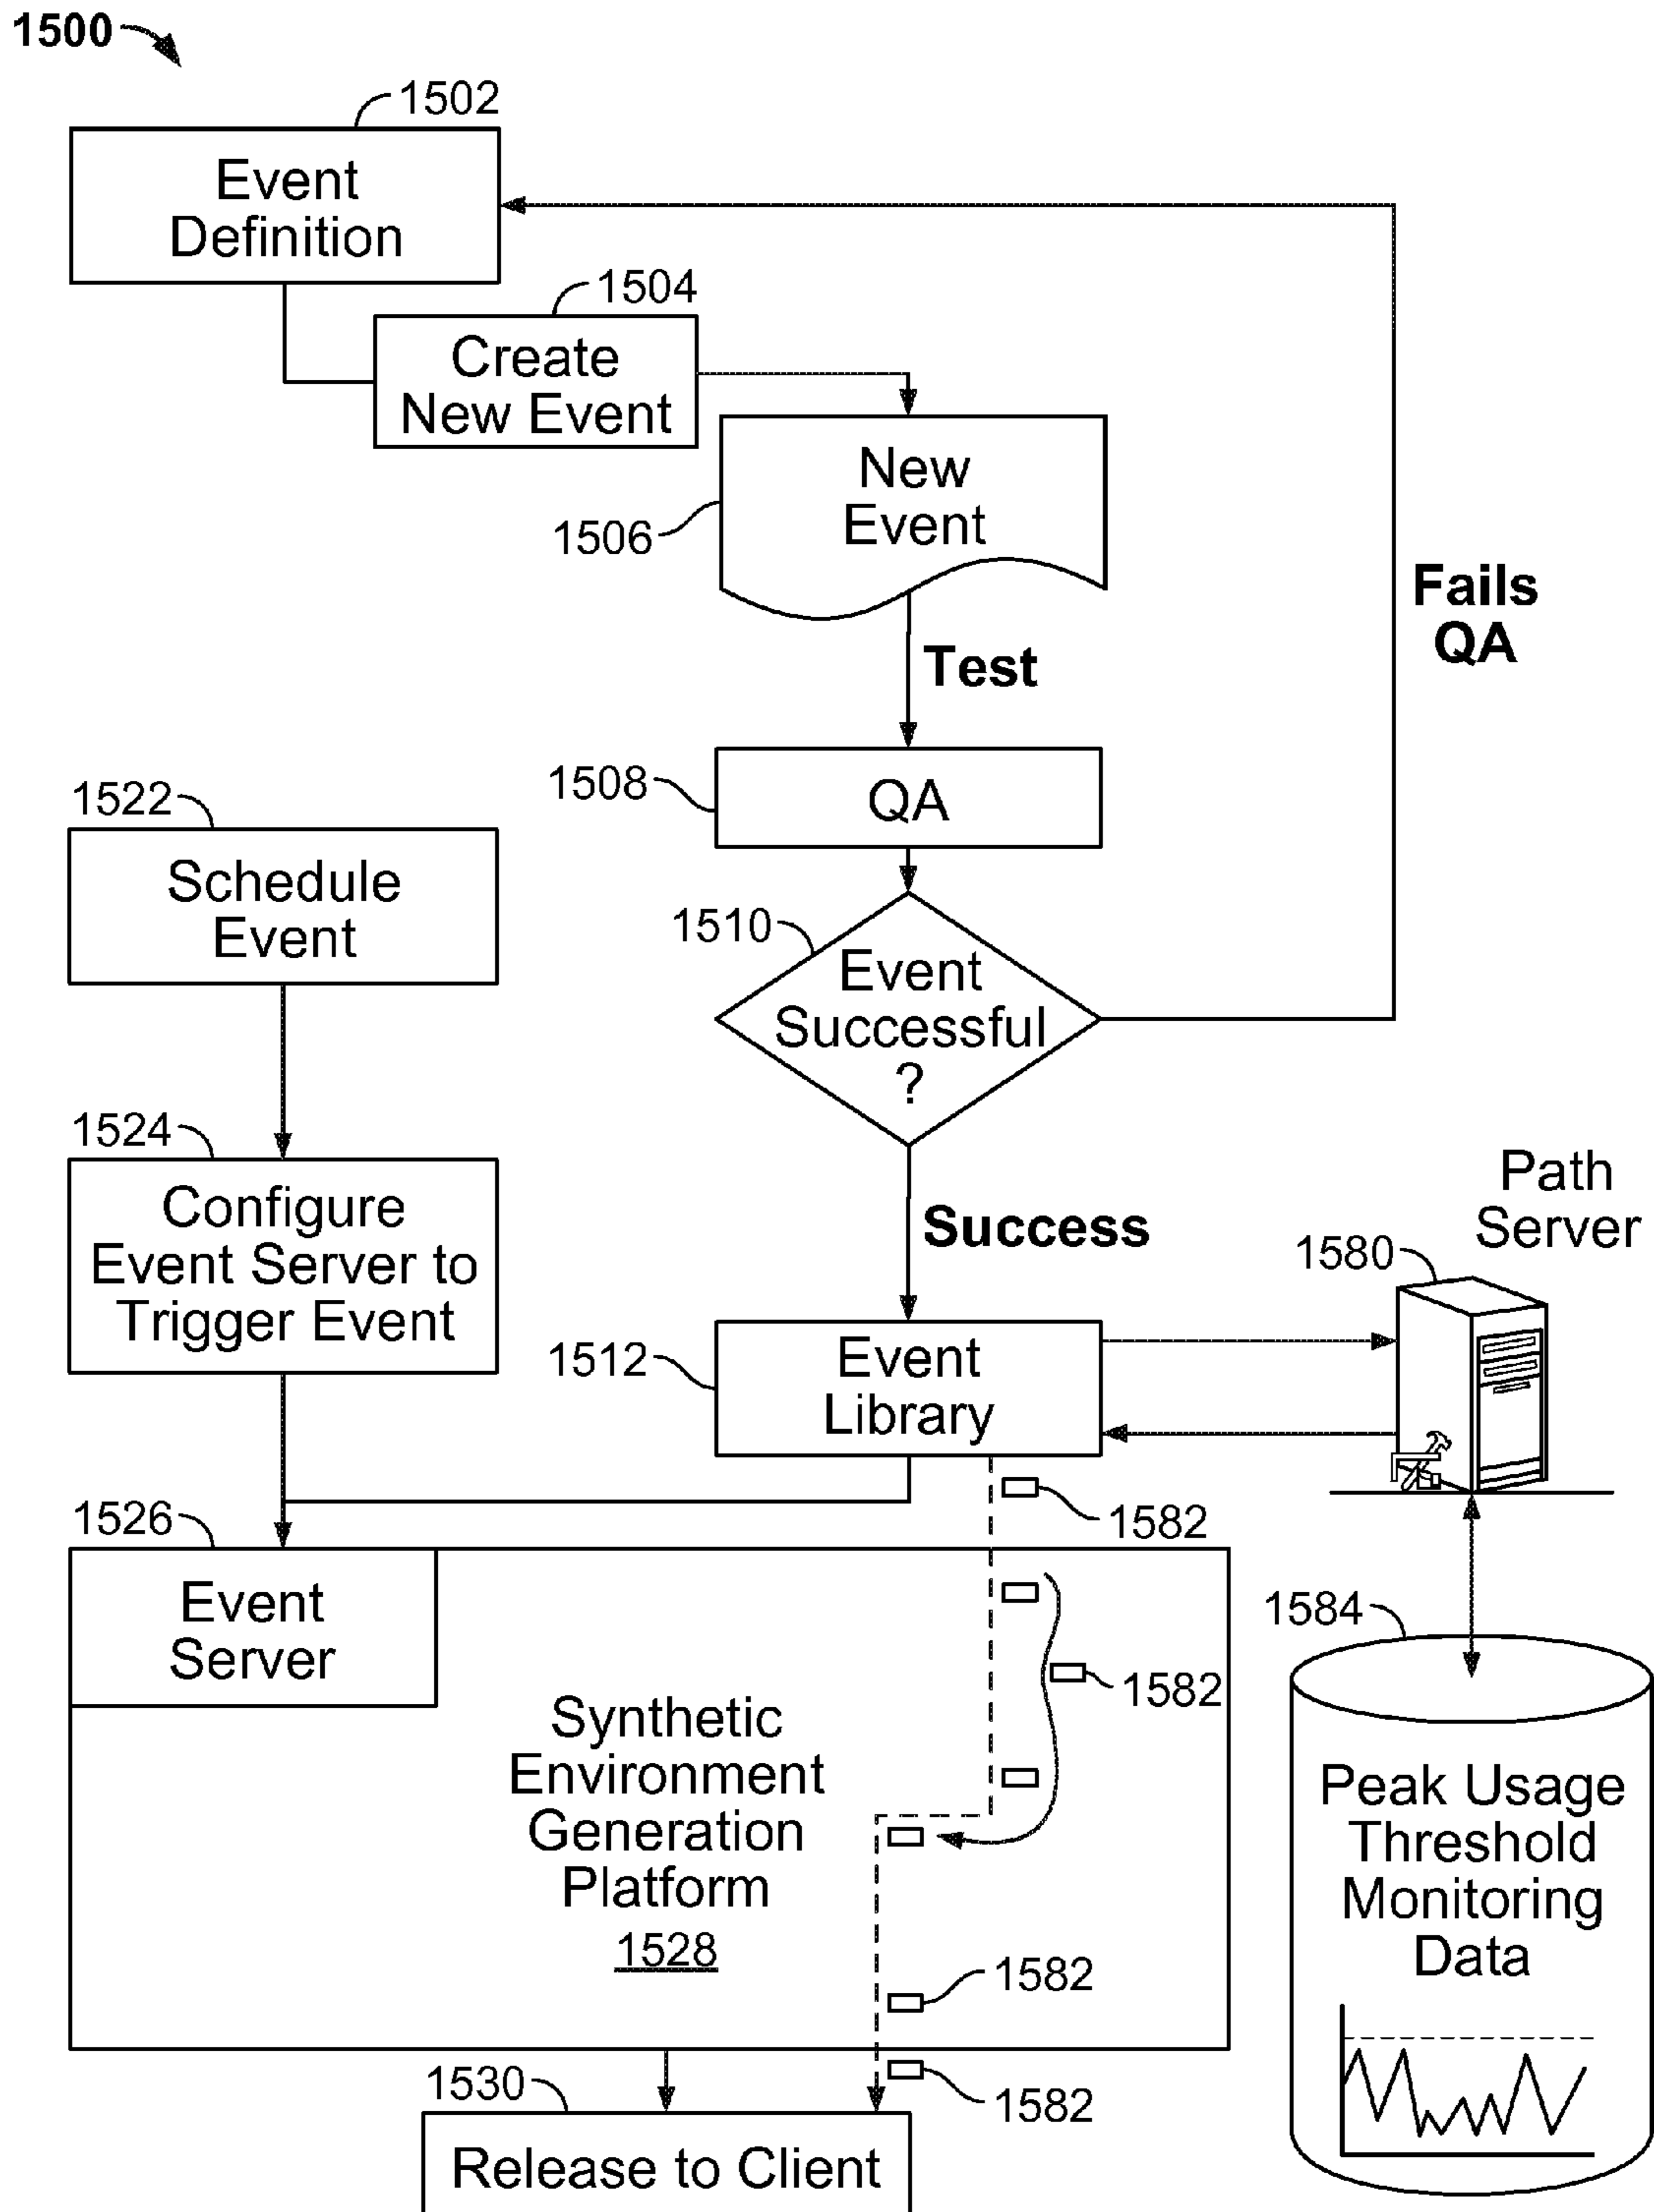 1500
1502
Event
Definition
1504
Create
New Event
New
Event
1506
Fails
QA
Test
1508
QA
1522
Schedule
Event
1510
Event
Successful
?
1524
Configure
Event Server to
Trigger Event
Success
Path
Server
1580
1512
Event
Library
1582
1526
Event
Server
1582
1584
Synthetic
Environment
Generation
Platform
1528
Peak Usage
Threshold
Monitoring
Data
1582
1582
1530
Release to Client